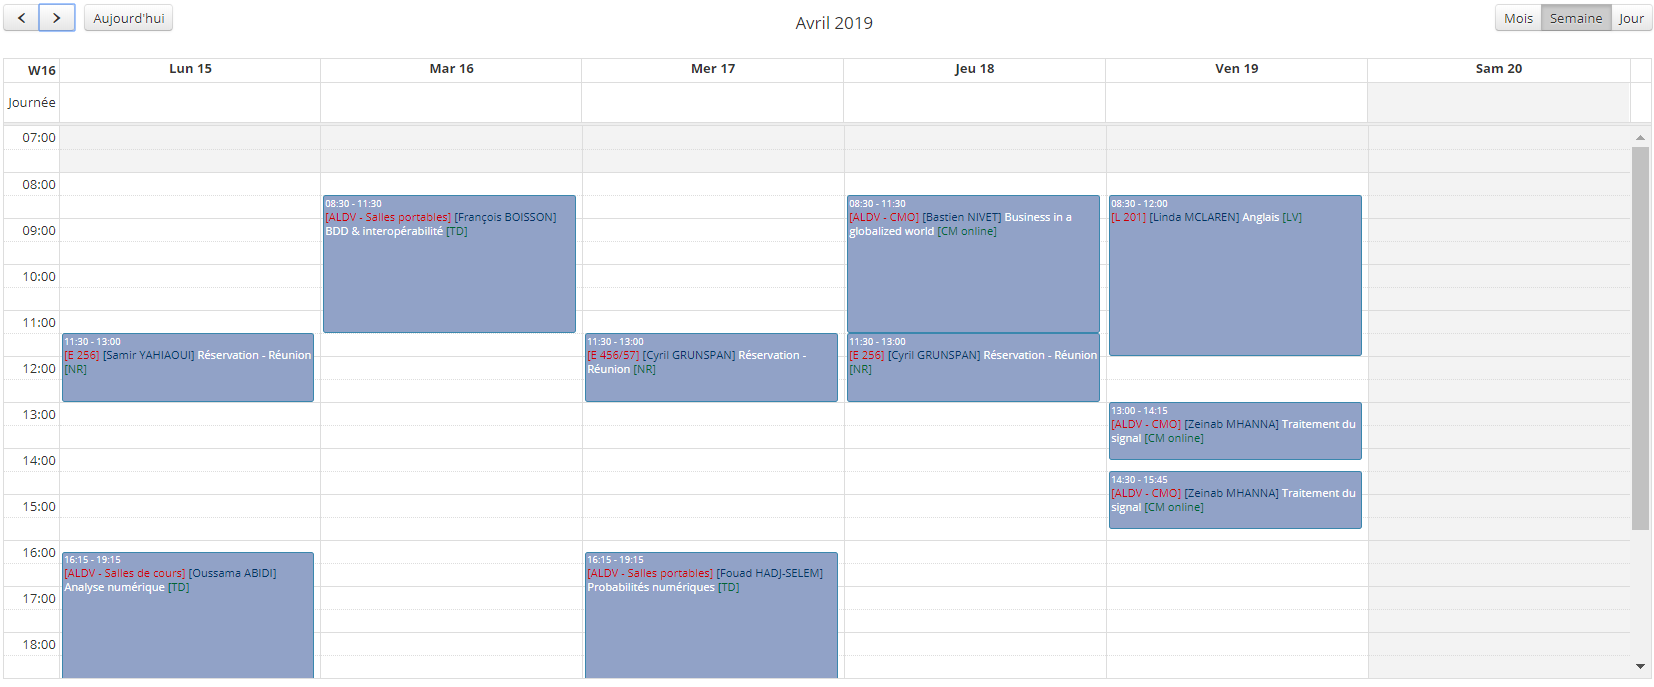 Aujourd'hui
Avril 2019
Mois Semaine Jour
W16 Lun 15 Mar 16 Mer 17 Jeu 18 Ven 19 Sam 20
Journée
07:00
08:00
09:00
10:00
11:00
12:00
13:00
14:00
15:00
16:00
17:00
18:00
11:30 - 13:00
[E 256] [Samir YAHIAOUI] Réservation - Réunion
[NR]
16:15 - 19:15
[ALDV - Salles de cours] [Oussama ABIDI]
Analyse numérique [TD]
08:30 - 11:30
[ALDV - Salles portables] [François BOISSON]
BDD & interopérabilité [TD]
11:30 - 13:00
[E 456/57] [Cyril GRUNSPAN] Réservation -
Réunion [NR]
16:15 - 19:15
[ALDV - Salles portables] [Fouad HADJ-SELEM]
Probabilités numériques [TD]
08:30 - 11:30
[ALDV - CMO] [Bastien NIVET] Business in a
globalized world [CM online]
11:30 - 13:00
[E 256] [Cyril GRUNSPAN] Réservation - Réunion
[NR]
08:30 - 12:00
[L 201] [Linda MCLAREN] Anglais [LV]
13:00 - 14:15
[ALDV - CMO] [Zeinab MHANNA] Traitement du
signal [CM online]
14:30 - 15:45
[ALDV - CMO] [Zeinab MHANNA] Traitement du
signal [CM online]